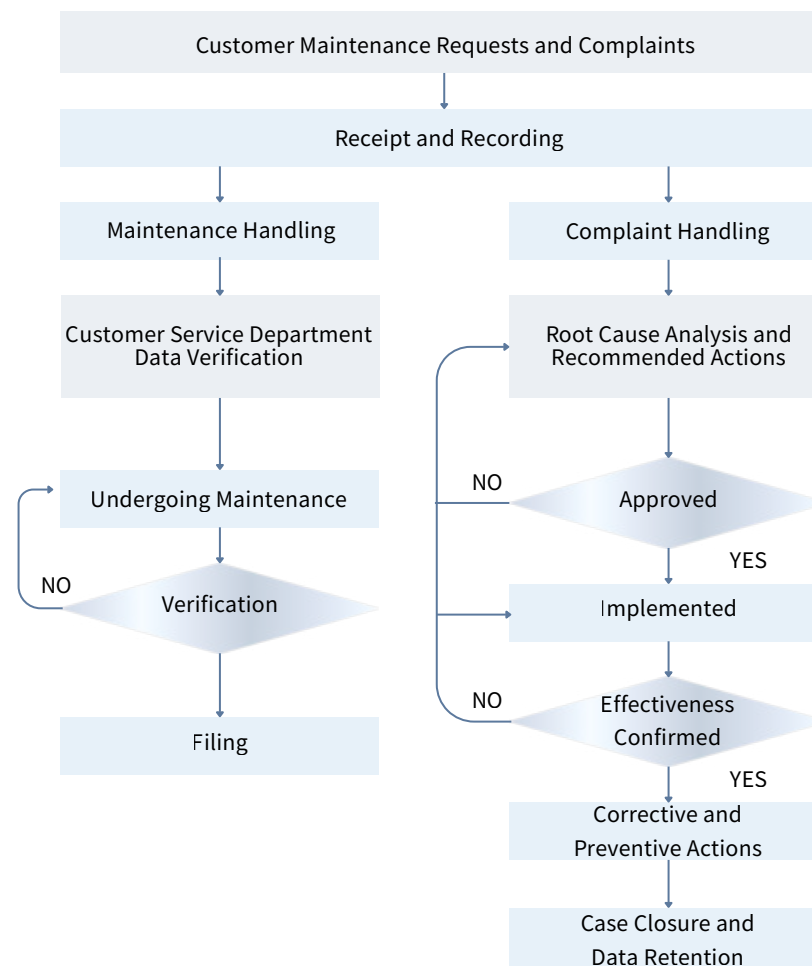 Customer Maintenance Requests and Complaints
Receipt and Recording
Maintenance Handling
Complaint Handling
Customer Service Department
Data Verification
Root Cause Analysis and
Recommended Actions
Undergoing Maintenance
NO
Approved
YES
NO
Verification
Implemented
NO
Effectiveness
Confirmed
Filing
YES
Corrective and
Preventive Actions
Case Closure and
Data Retention